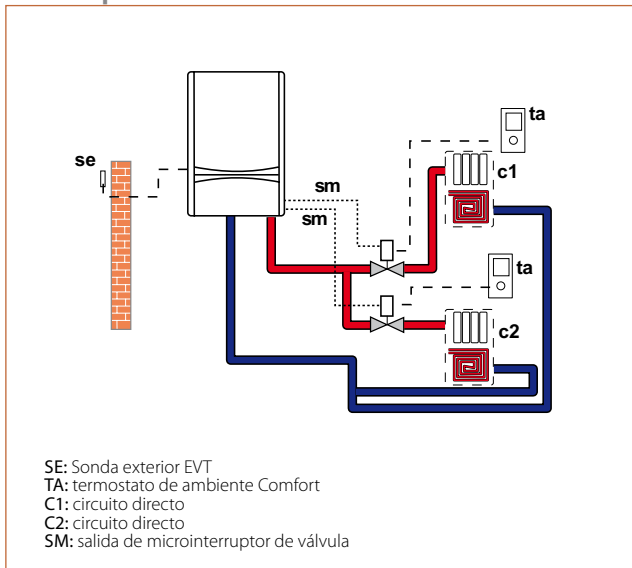 ta
se
c1
sm
sm
ta
c2
SE: Sonda exterior EVT
TA: termostato de ambiente Comfort
C1: circuito directo
C2: circuito directo
SM: salida de microinterruptor de válvula